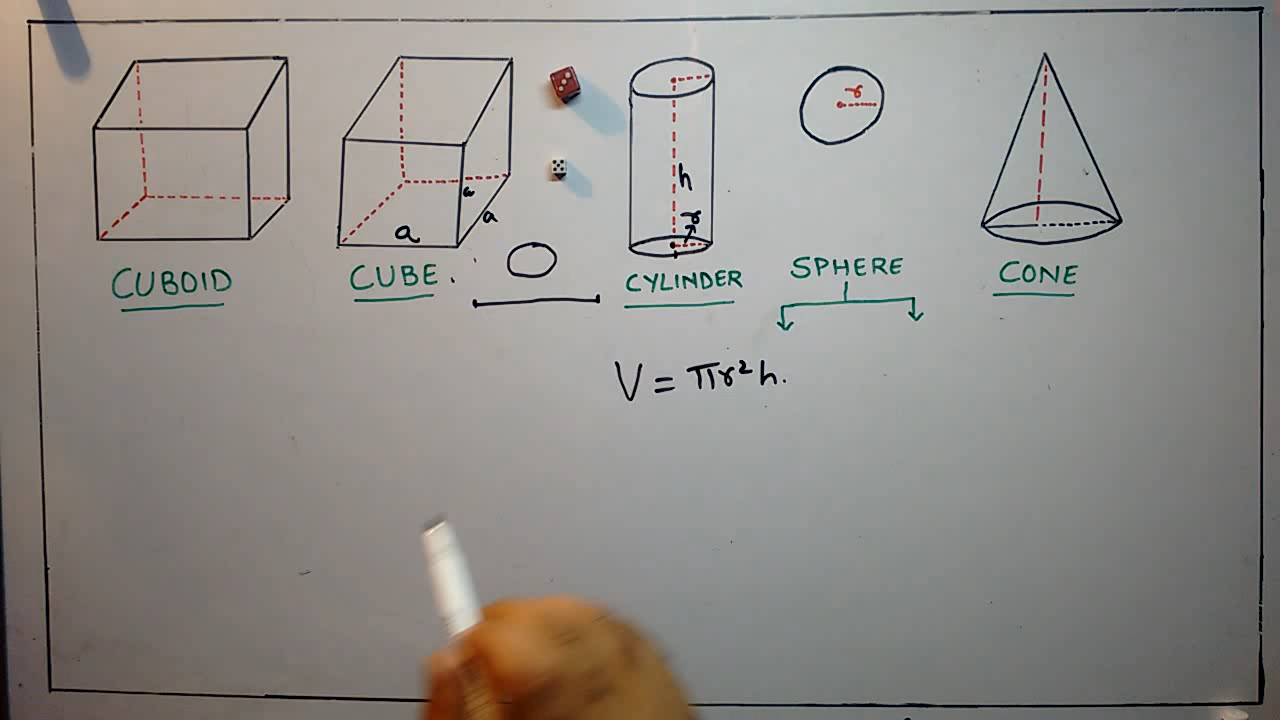 a
a
a
h
r
r
CUBOID
CUBE.
CYLINDER
SPHERE
CONE
V = πr²h.